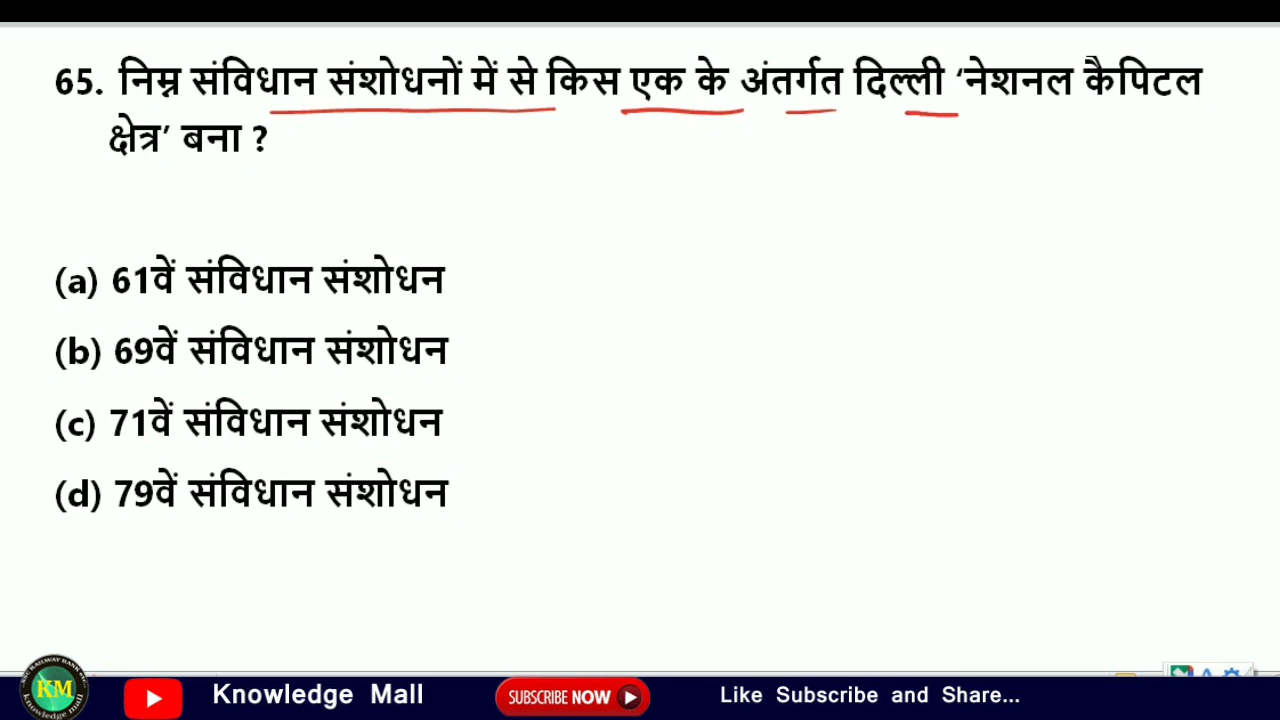 65. निम्न संविधान संशोधनों में से किस एक के अंतर्गत दिल्ली ‘नेशनल कैपिटल
क्षेत्र’ बना ?
(a) 61वें संविधान संशोधन
(b) 69वें संविधान संशोधन
(c) 71वें संविधान संशोधन
(d) 79वें संविधान संशोधन
KM
Knowledge Mall
SUBSCRIBE NOW
Like Subscribe and Share...